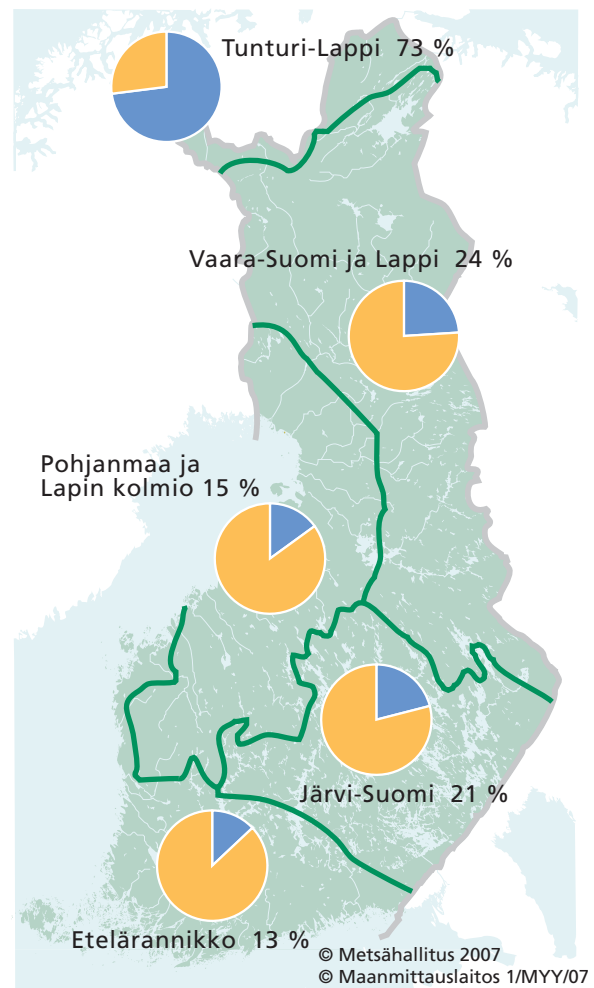 Tunturi-Lappi 73 %
Vaara-Suomi ja Lappi 24 %
Pohjanmaa ja
Lapin kolmio 15 %
Järvi-Suomi 21 %
Etelärannikko 13 %
© Metsähallitus 2007
© Maanmittauslaitos 1/MYY/07